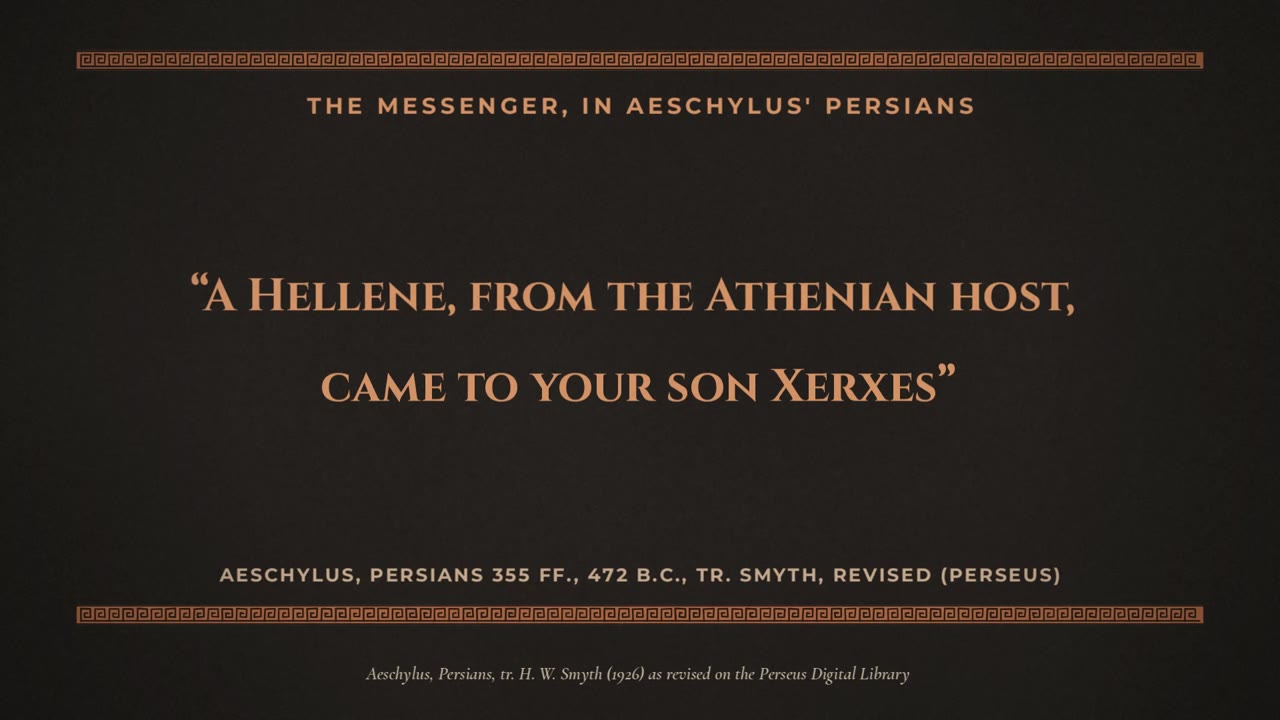 THE MESSENGER, IN AESCHYLUS' PERSIANS
“A Hellene, from the Athenian host,
came to your son Xerxes”
AESCHYLUS, PERSIANS 355 FF., 472 B.C., TR. SMYTH, REVISED (PERSEUS)
Aeschylus, Persians, tr. H. W. Smyth (1926) as revised on the Perseus Digital Library